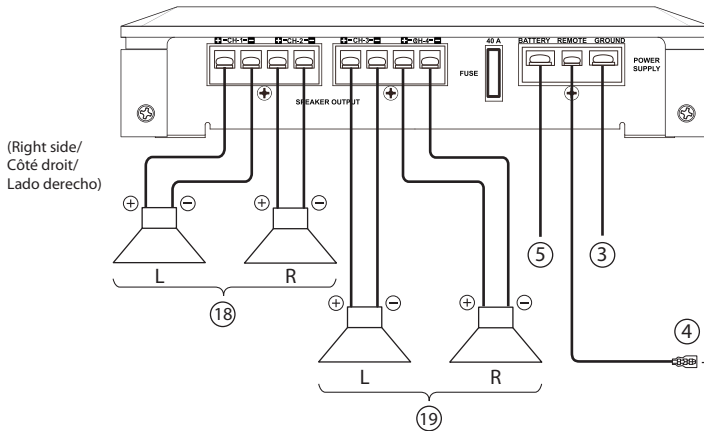 + CH-1 − + CH-2 − + CH-3 − + CH-4 − 40 A BATTERY REMOTE GROUND
FUSE
POWER
SUPPLY
SPEAKER OUTPUT
(Right side/
Côté droit/
Lado derecho)
+ − + −
5 3
L R
18
+ − + −
4
L R
19